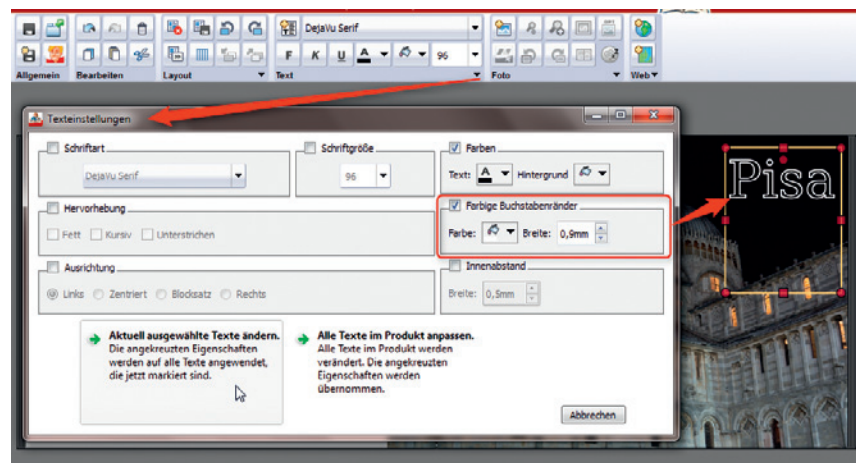 DejaVu Serif
F K U A 96
Allgemein Bearbeiten Layout Text Foto Web
Texteinstellungen
Schriftart
DejaVu Serif
Schriftgröße
96
Farben
Text: A Hintergrund
Hervorhebung
Fett Kursiv Unterstrichen
Farbige Buchstabenränder
Farbe: Breite: 0,9mm
Ausrichtung
Links Zentriert Blocksatz Rechts
Innenabstand
Breite: 0,5mm
Aktuell ausgewählte Texte ändern.
Die angekreuzten Eigenschaften
werden auf alle Texte angewendet,
die jetzt markiert sind.
Alle Texte im Produkt anpassen.
Alle Texte im Produkt werden
verändert. Die angekreuzten
Eigenschaften werden
übernommen.
Abbrechen
Pisa